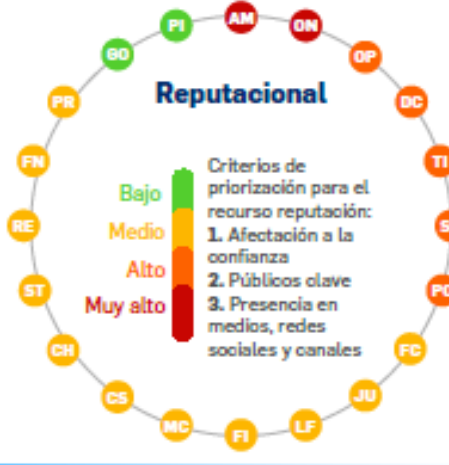 AM
ON
OP
DC
TI
PO
FC
JU
LF
FI
MC
CS
CH
ST
RE
FN
PR
GO
PI
Reputacional
Bajo
Medio
Alto
Muy alto
Criterios de
priorización para el
recurso reputación:
1. Afectación a la
confianza
2. Públicos clave
3. Presencia en
medios, redes
sociales y canales